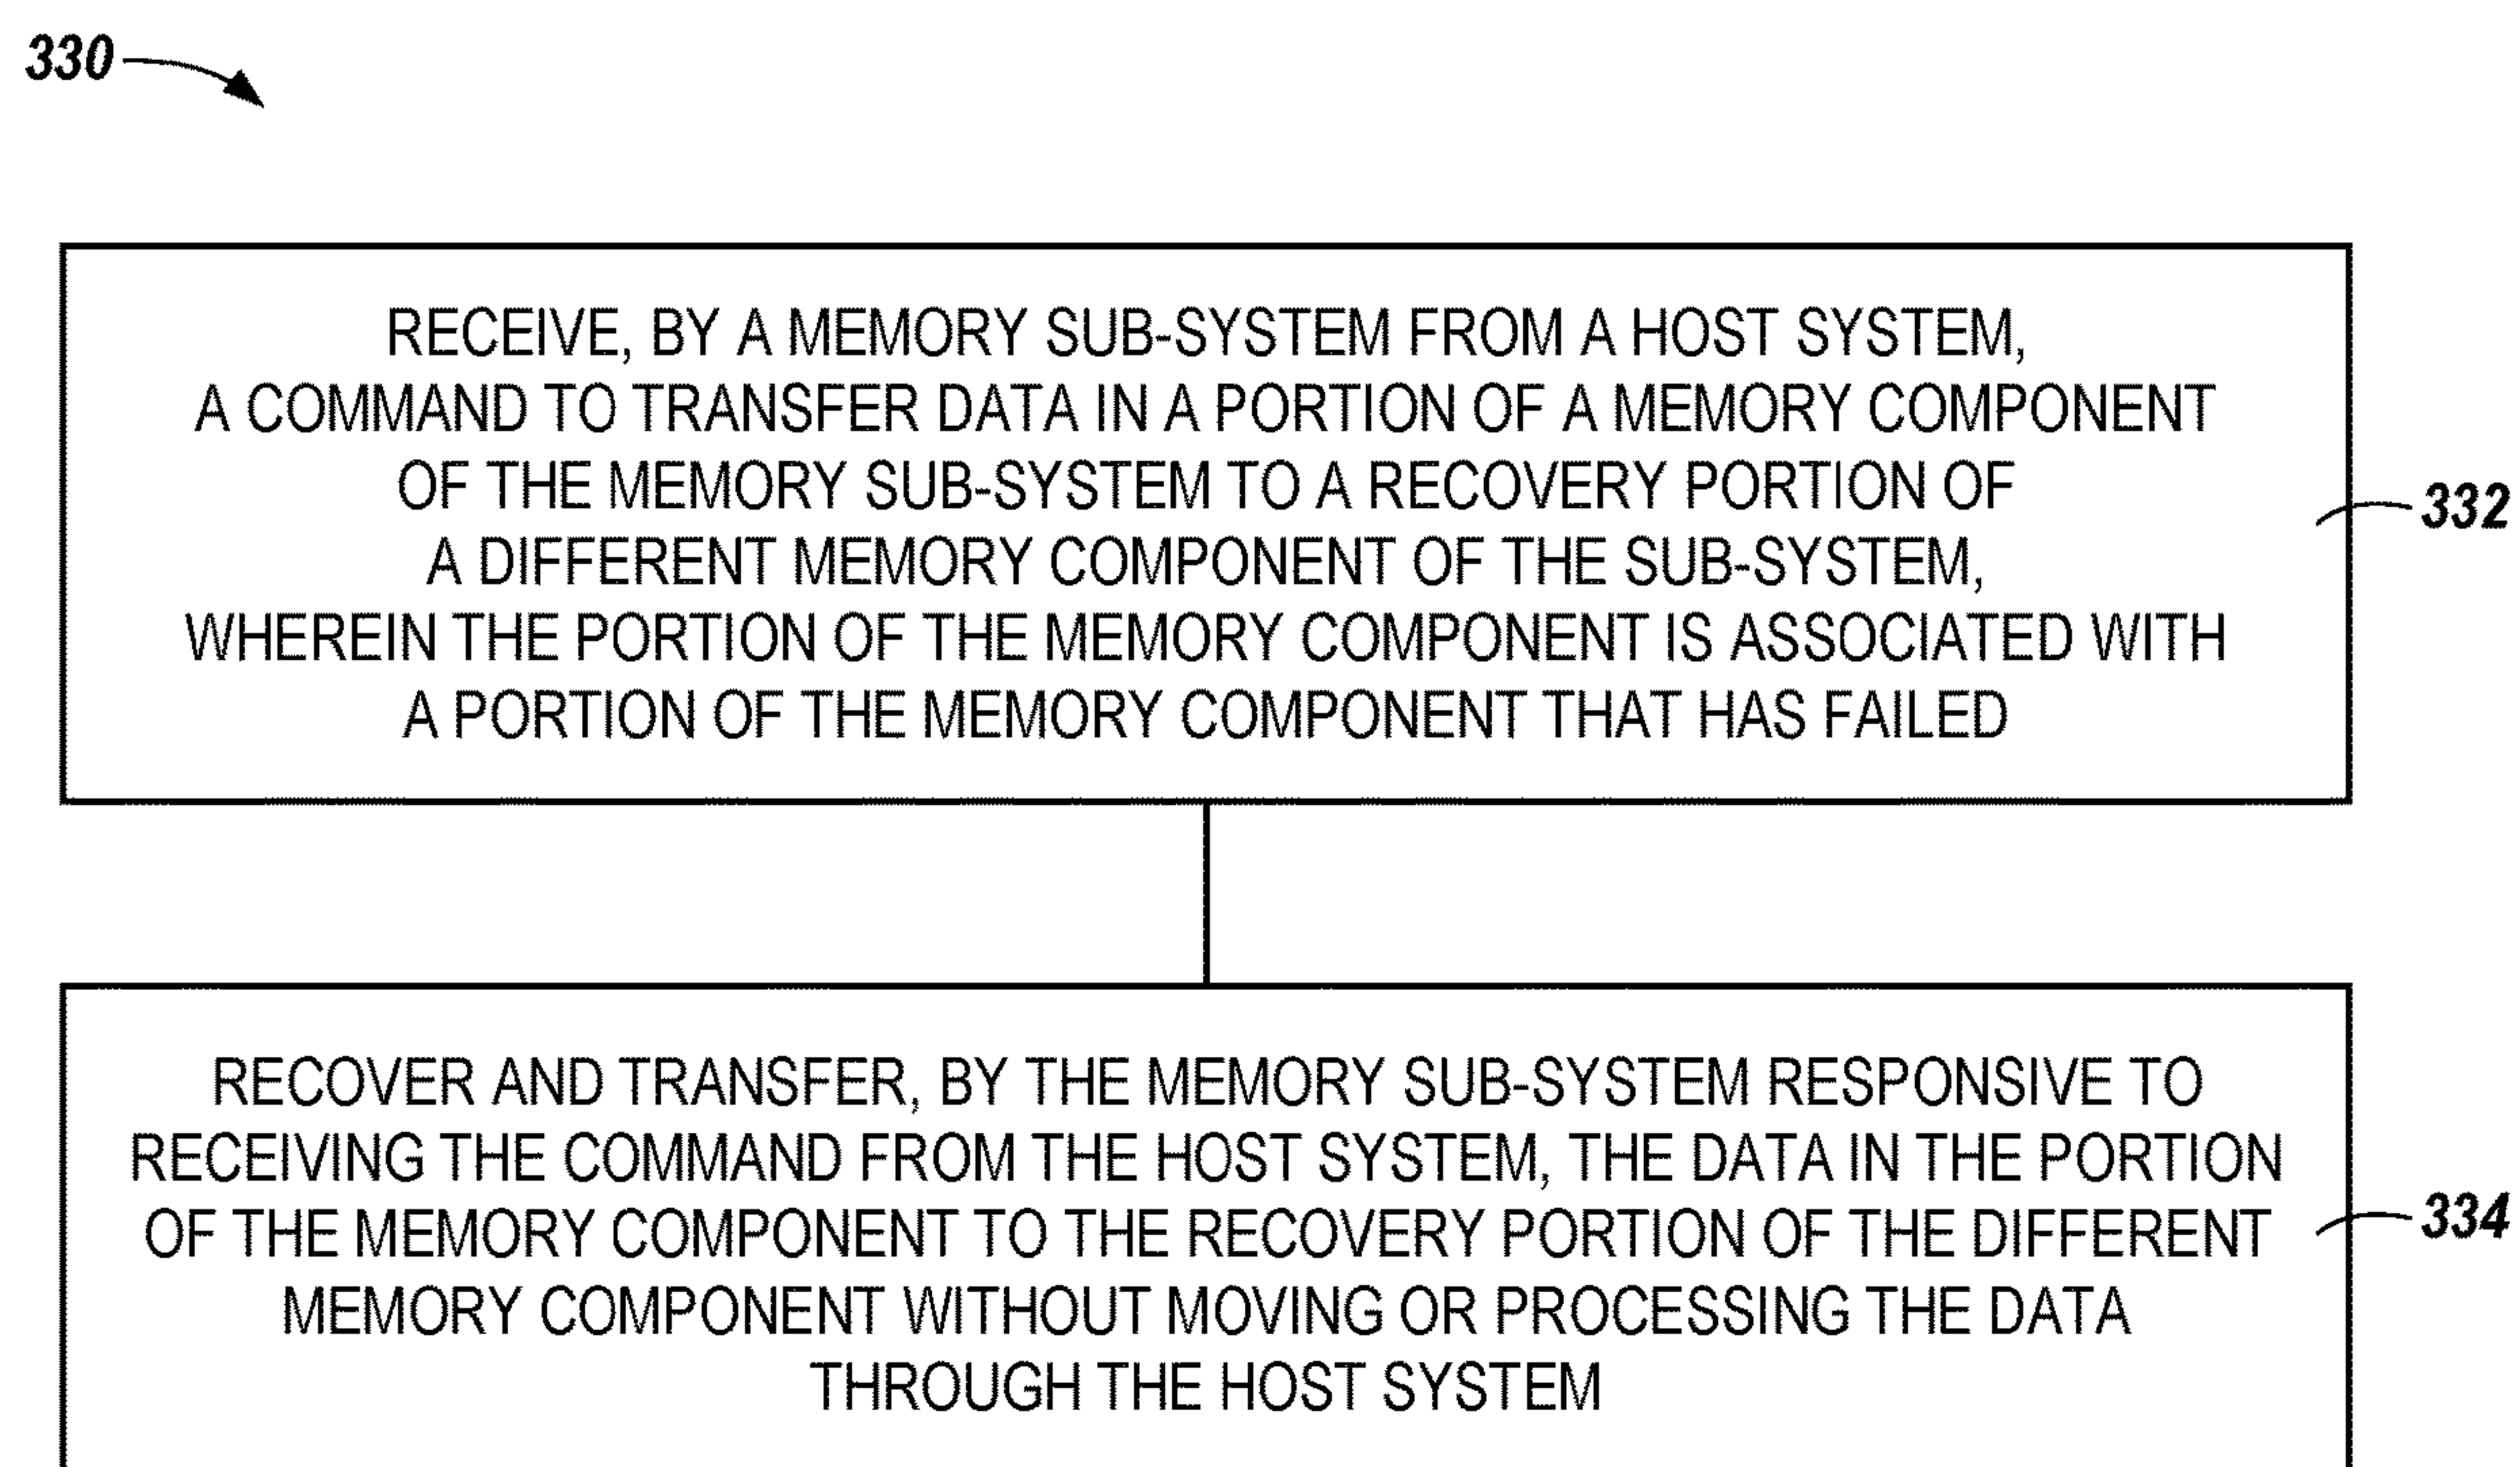 330
RECEIVE, BY A MEMORY SUB-SYSTEM FROM A HOST SYSTEM,
A COMMAND TO TRANSFER DATA IN A PORTION OF A MEMORY COMPONENT
OF THE MEMORY SUB-SYSTEM TO A RECOVERY PORTION OF
A DIFFERENT MEMORY COMPONENT OF THE SUB-SYSTEM,
WHEREIN THE PORTION OF THE MEMORY COMPONENT IS ASSOCIATED WITH
A PORTION OF THE MEMORY COMPONENT THAT HAS FAILED
332
RECOVER AND TRANSFER, BY THE MEMORY SUB-SYSTEM RESPONSIVE TO
RECEIVING THE COMMAND FROM THE HOST SYSTEM, THE DATA IN THE PORTION
OF THE MEMORY COMPONENT TO THE RECOVERY PORTION OF THE DIFFERENT
MEMORY COMPONENT WITHOUT MOVING OR PROCESSING THE DATA
THROUGH THE HOST SYSTEM
334